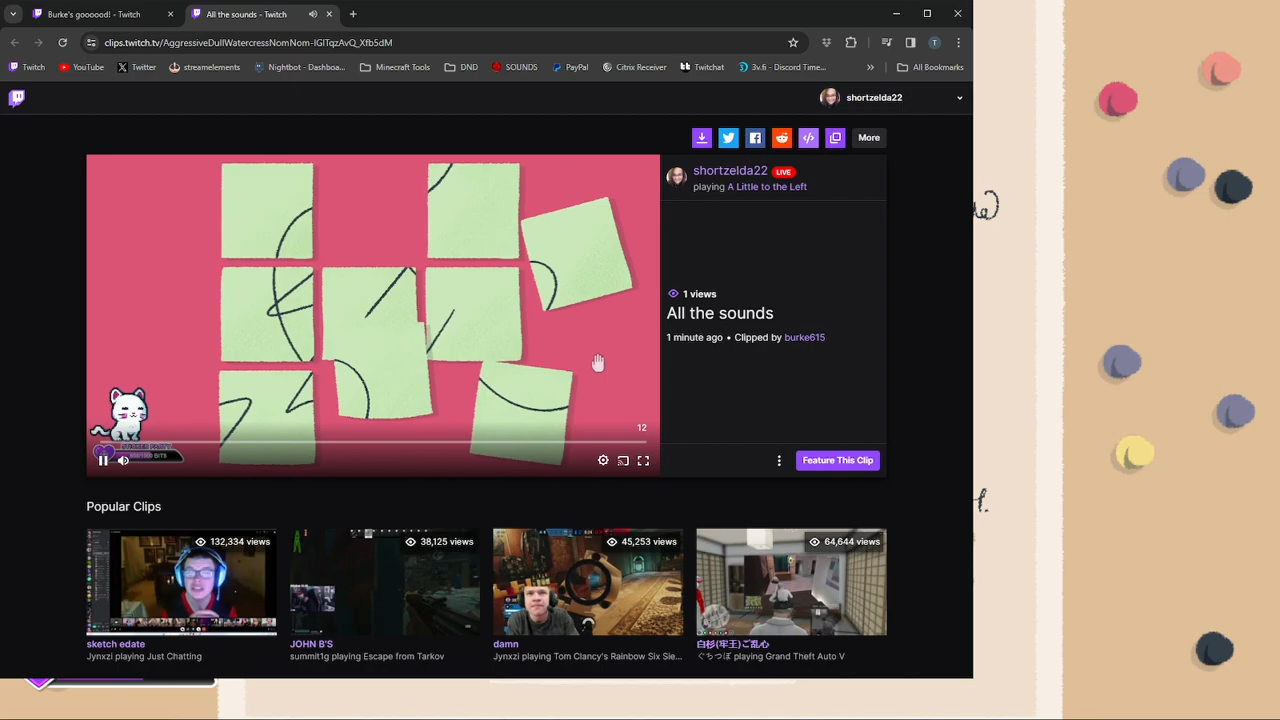 Burke's gooood! - Twitch
All the sounds - Twitch
clips.twitch.tv/AggressiveDullWatercressNomNom-IGlTqzAvQ_Xfb5dM
Twitch YouTube Twitter streamelements Nightbot - Dashboa... Minecraft Tools DND SOUNDS PayPal Citrix Receiver Twitchat 3v.fi - Discord Time... » All Bookmarks
shortzelda22
More
shortzelda22 LIVE
playing A Little to the Left
1 views
All the sounds
1 minute ago • Clipped by burke615
12
Feature This Clip
Popular Clips
132,334 views
38,125 views
45,253 views
64,644 views
sketch edate
JOHN B'S
damn
白杉(牢王)ご乱心
Jynxzi playing Just Chatting
summit1g playing Escape from Tarkov
Jynxzi playing Tom Clancy's Rainbow Six Sie...
ぐちつぼ playing Grand Theft Auto V